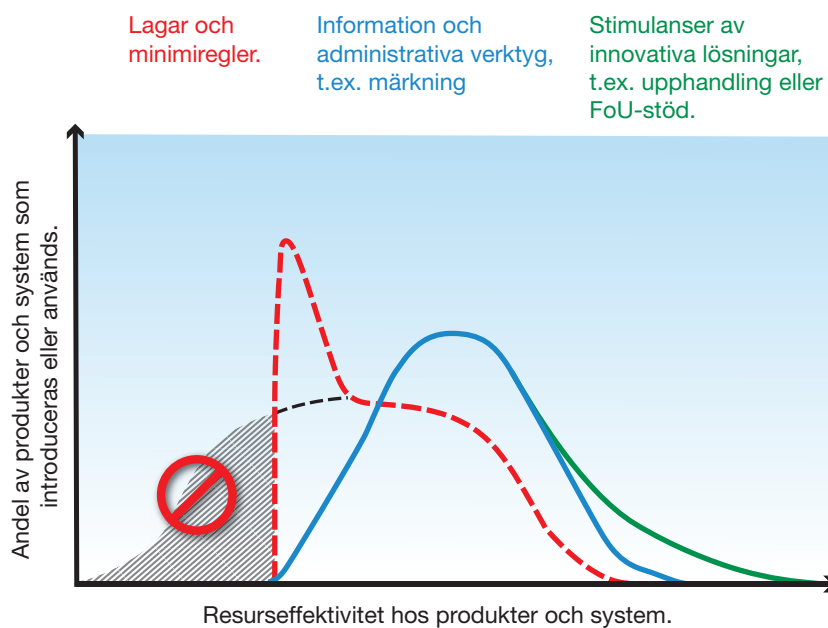 Lagar och
minimiregler.
Information och
administrativa verktyg,
t.ex. märkning
Stimulanser av
innovativa lösningar,
t.ex. upphandling eller
FoU-stöd.
Andel av produkter och system som
introduceras eller används.
Resurseffektivitet hos produkter och system.